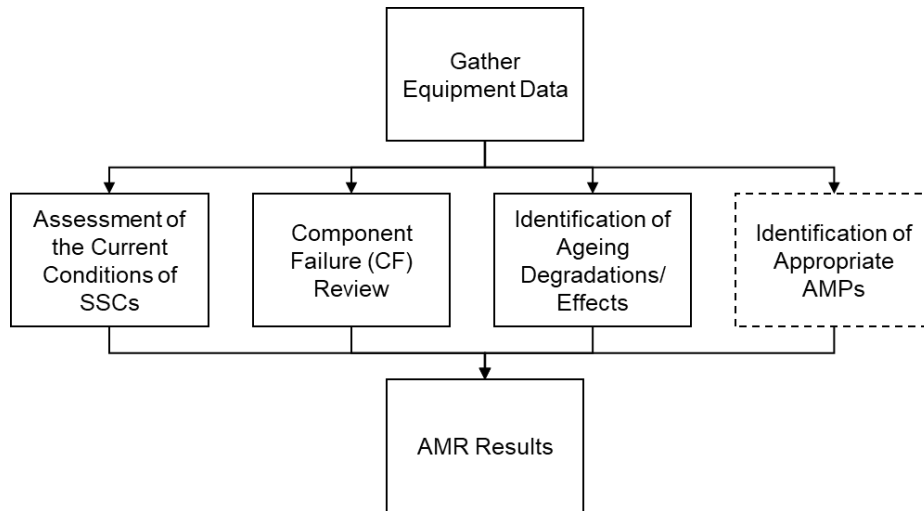 Gather
Equipment Data
Assessment of
the Current
Conditions of
SSCs
Component
Failure (CF)
Review
Identification of
Ageing
Degradations/
Effects
Identification of
Appropriate
AMPs
AMR Results